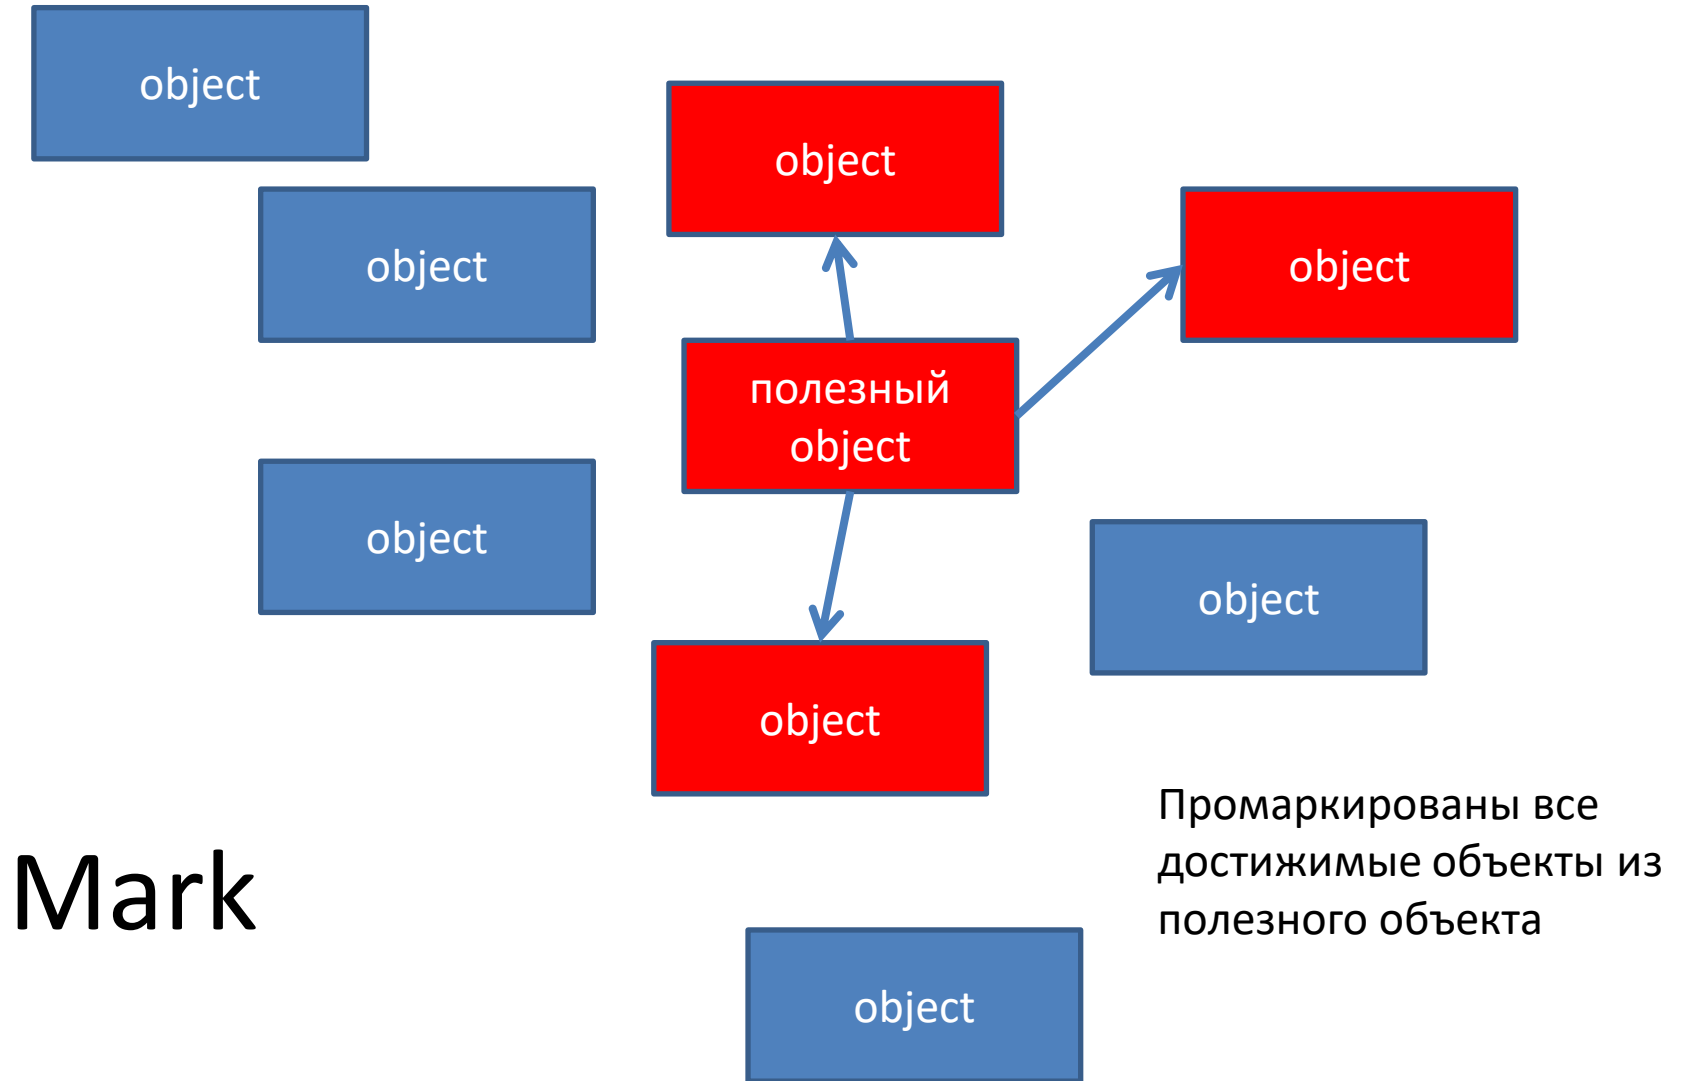 object
object
object
object
полезный
object
object
object
object
Промаркированы все
достижимые объекты из
полезного объекта
Mark
object